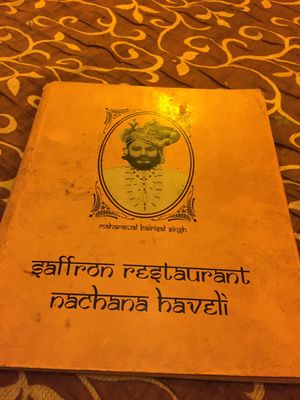 maharawal bairisal singh
saffron restaurant
nachana haveli